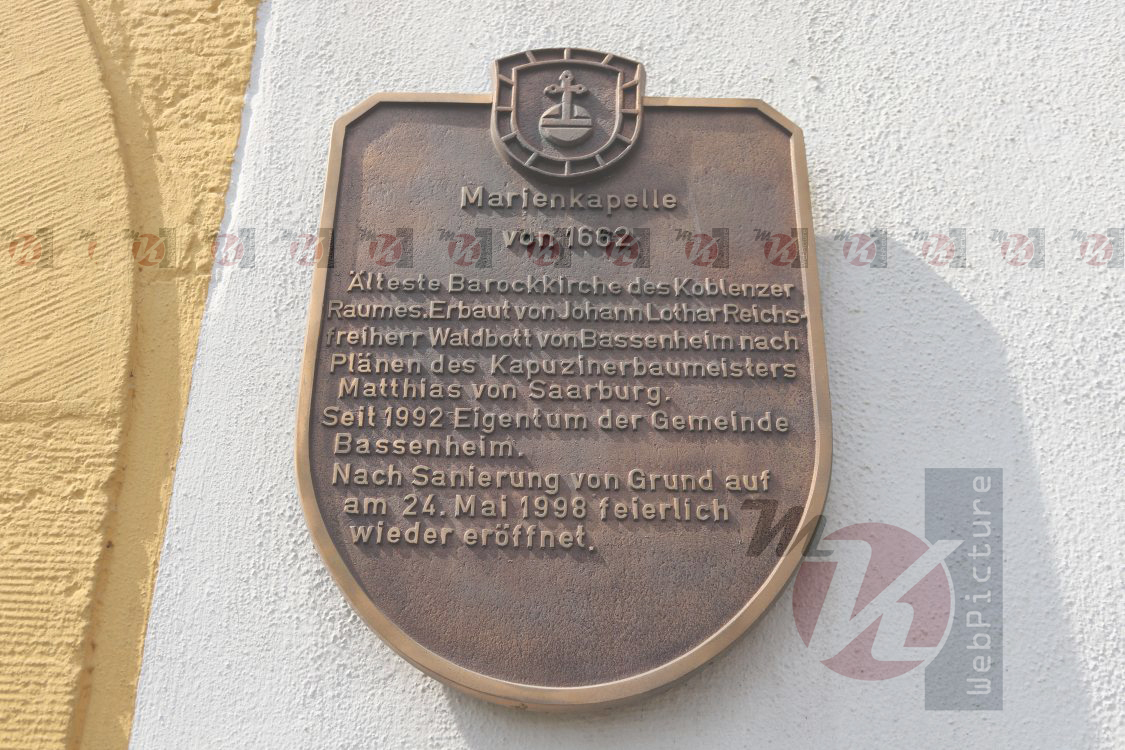 Marienkapelle
von 1662
Älteste Barockkirche des Koblenzer
Raumes. Erbaut von Johann Lothar Reichs-
freiherr Waldbott von Bassenheim nach
Plänen des Kapuzinerbaumeisters
Matthias von Saarburg.
Seit 1992 Eigentum der Gemeinde
Bassenheim.
Nach Sanierung von Grund auf
am 24. Mai 1998 feierlich
wieder eröffnet.
mK
WebPicture